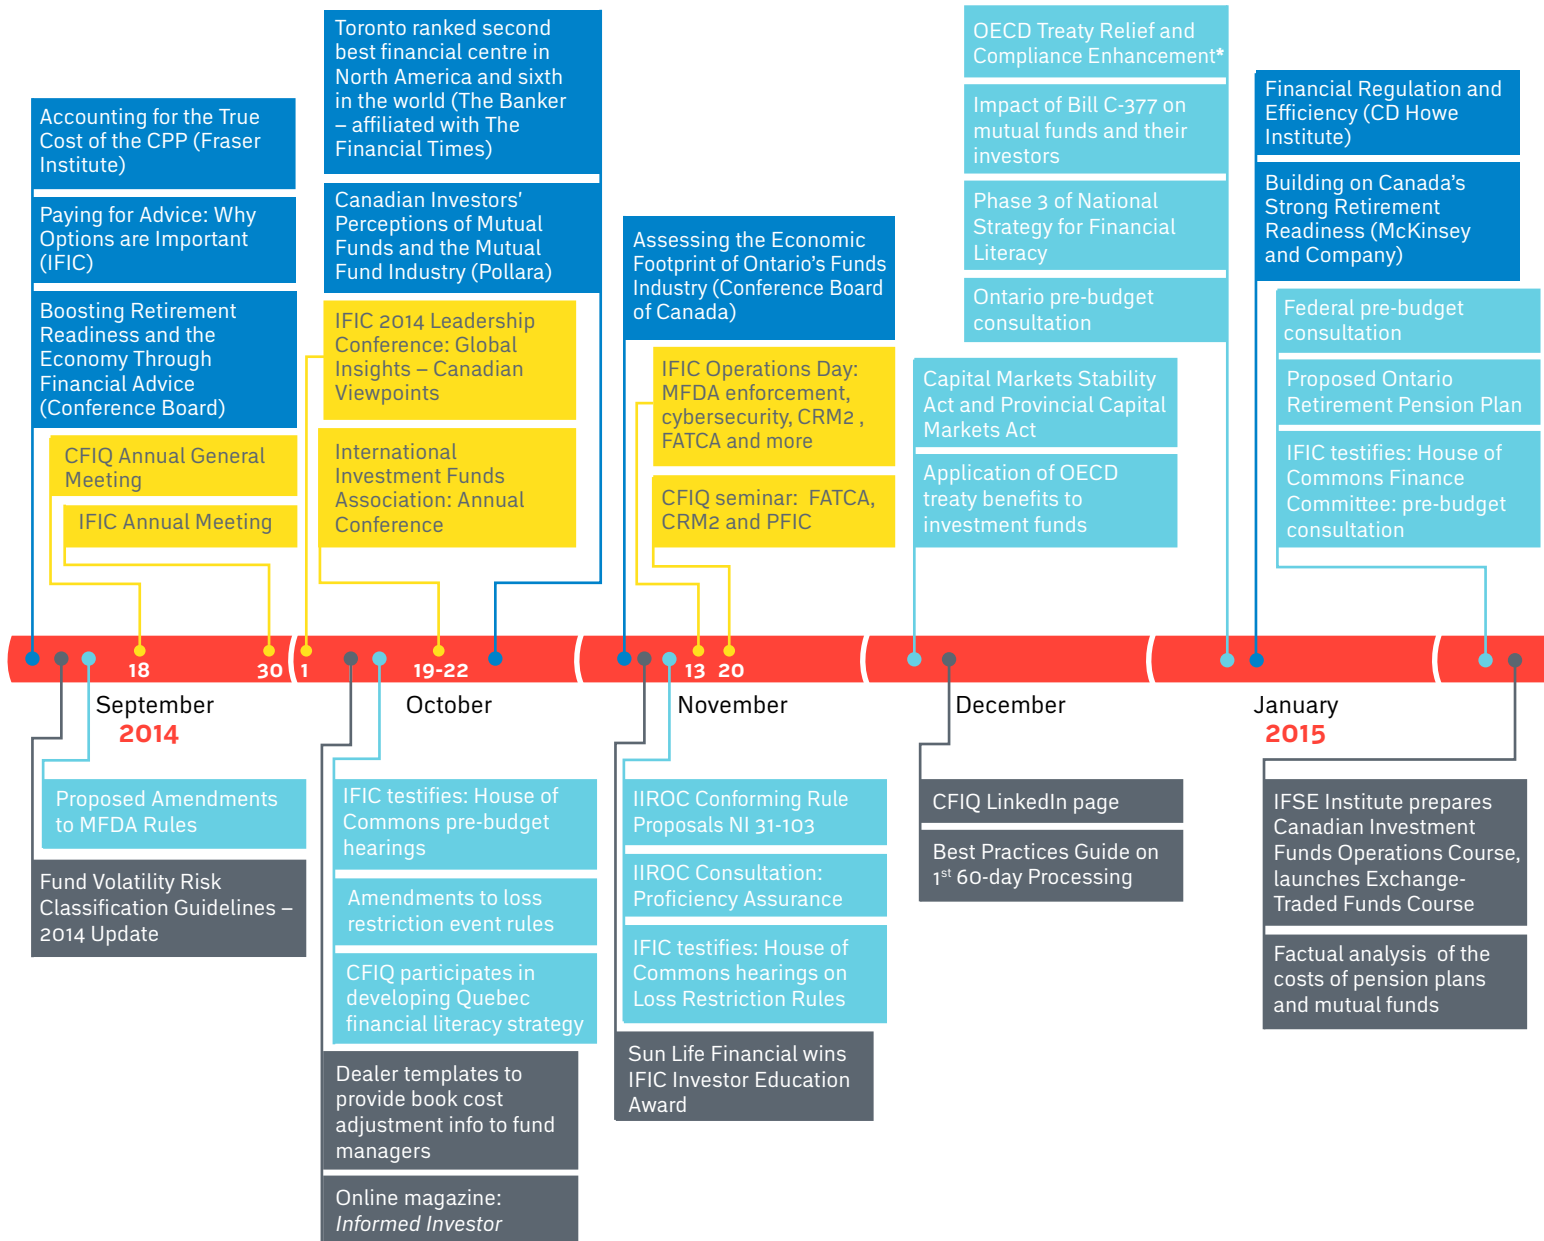 Accounting for the True
Cost of the CPP (Fraser
Institute)
Paying for Advice: Why
Options are Important
(IFIC)
Boosting Retirement
Readiness and the
Economy Through
Financial Advice
(Conference Board)
CFIQ Annual General
Meeting
IFIC Annual Meeting
Toronto ranked second
best financial centre in
North America and sixth
in the world (The Banker
– affiliated with The
Financial Times)
Canadian Investors’
Perceptions of Mutual
Funds and the Mutual
Fund Industry (Pollara)
IFIC 2014 Leadership
Conference: Global
Insights – Canadian
Viewpoints
International
Investment Funds
Association: Annual
Conference
Assessing the Economic
Footprint of Ontario’s Funds
Industry (Conference Board
of Canada)
IFIC Operations Day:
MFDA enforcement,
cybersecurity, CRM2 ,
FATCA and more
CFIQ seminar: FATCA,
CRM2 and PFIC
OECD Treaty Relief and
Compliance Enhancement*
Impact of Bill C-377 on
mutual funds and their
investors
Phase 3 of National
Strategy for Financial
Literacy
Ontario pre-budget
consultation
Capital Markets Stability
Act and Provincial Capital
Markets Act
Application of OECD
treaty benefits to
investment funds
Financial Regulation and
Efficiency (CD Howe
Institute)
Building on Canada’s
Strong Retirement
Readiness (McKinsey
and Company)
Federal pre-budget
consultation
Proposed Ontario
Retirement Pension Plan
IFIC testifies: House of
Commons Finance
Committee: pre-budget
consultation
18
30
1
19-22
13
20
September
2014
October
November
December
January
2015
Proposed Amendments
to MFDA Rules
Fund Volatility Risk
Classification Guidelines –
2014 Update
IFIC testifies: House of
Commons pre-budget
hearings
Amendments to loss
restriction event rules
CFIQ participates in
developing Quebec
financial literacy strategy
Dealer templates to
provide book cost
adjustment info to fund
managers
Online magazine:
Informed Investor
IIROC Conforming Rule
Proposals NI 31-103
IIROC Consultation:
Proficiency Assurance
IFIC testifies: House of
Commons hearings on
Loss Restriction Rules
Sun Life Financial wins
IFIC Investor Education
Award
CFIQ LinkedIn page
Best Practices Guide on
1st 60-day Processing
IFSE Institute prepares
Canadian Investment
Funds Operations Course,
launches Exchange-
Traded Funds Course
Factual analysis of the
costs of pension plans
and mutual funds